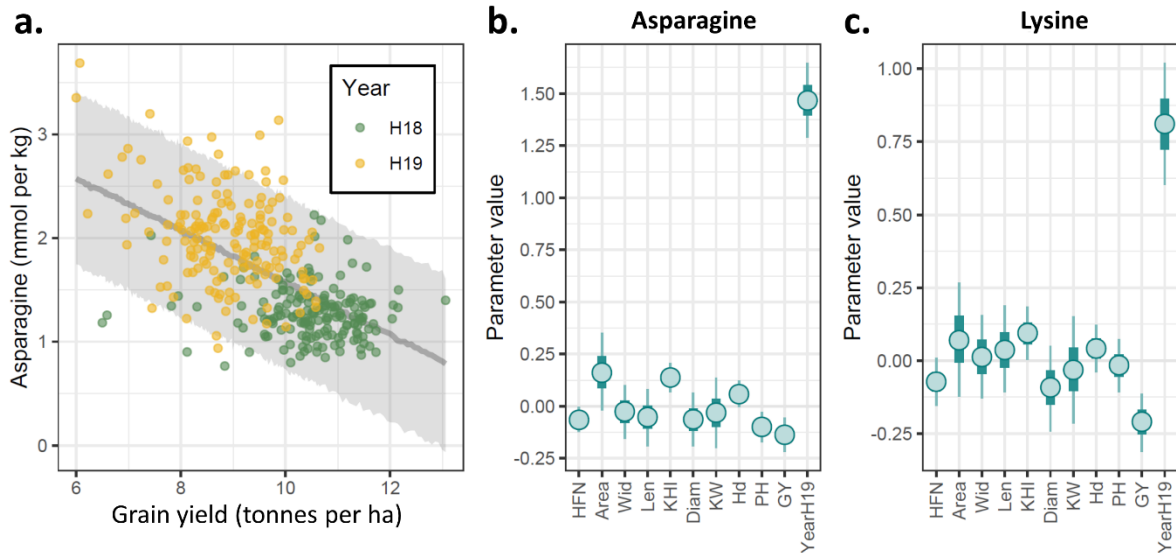 a.
Asparagine (mmol per kg)
3
2
1
0
6
8
10
12
Grain yield (tonnes per ha)
Year
H18
H19
b.
Asparagine
Parameter value
1.50
1.25
1.00
0.75
0.50
0.25
0.00
-0.25
HFN
Area
Wid
Len
KHI
Diam
KW
Hd
PH
GY
YearH19
c.
Lysine
Parameter value
1.00
0.75
0.50
0.25
0.00
-0.25
HFN
Area
Wid
Len
KHI
Diam
KW
Hd
PH
GY
YearH19